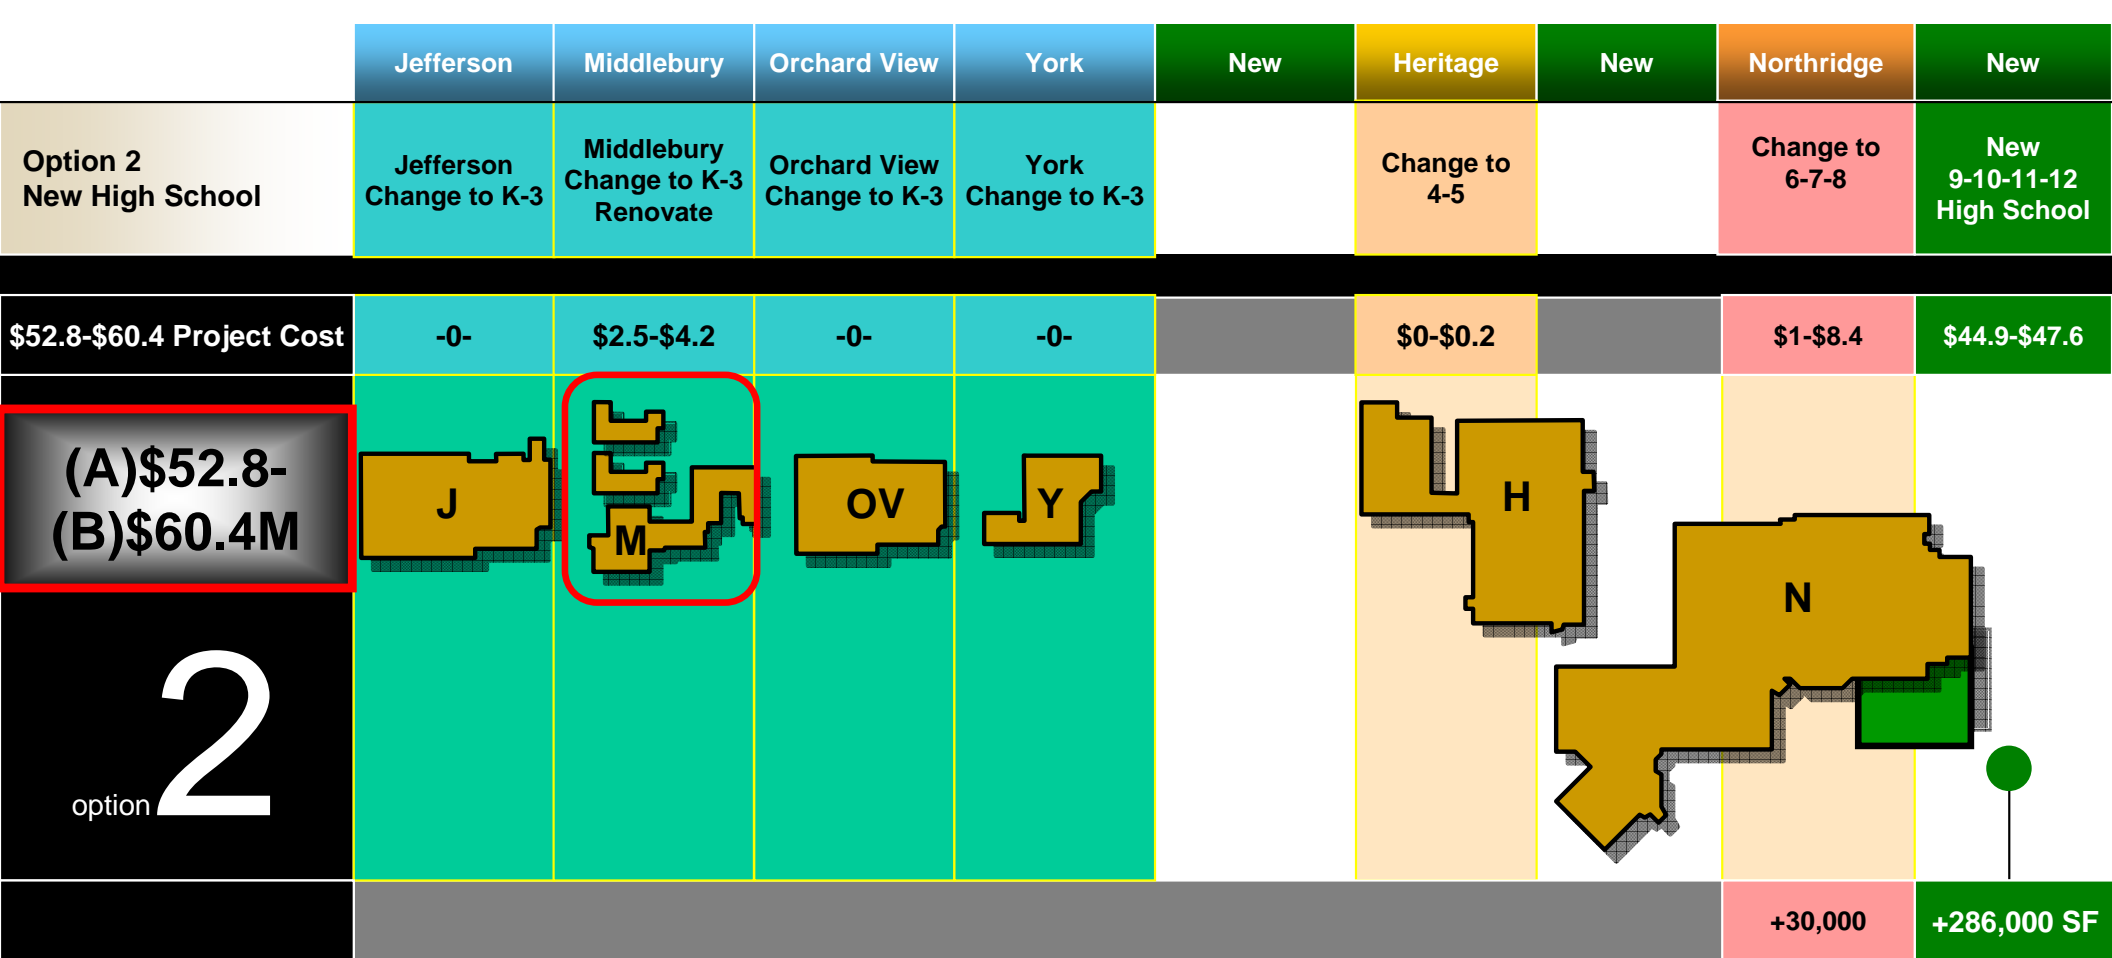 Jefferson Middlebury Orchard View York New Heritage New Northridge New
Option 2
New High School
Jefferson
Change to K-3
Middlebury
Change to K-3
Renovate
Orchard View
Change to K-3
York
Change to K-3
Change to
4-5
Change to
6-7-8
New
9-10-11-12
High School
$52.8-$60.4 Project Cost -0- $2.5-$4.2 -0- -0- $0-$0.2 $1-$8.4 $44.9-$47.6
(A)$52.8-
(B)$60.4M
J
M
OV
Y
H
N
option 2
+30,000 +286,000 SF